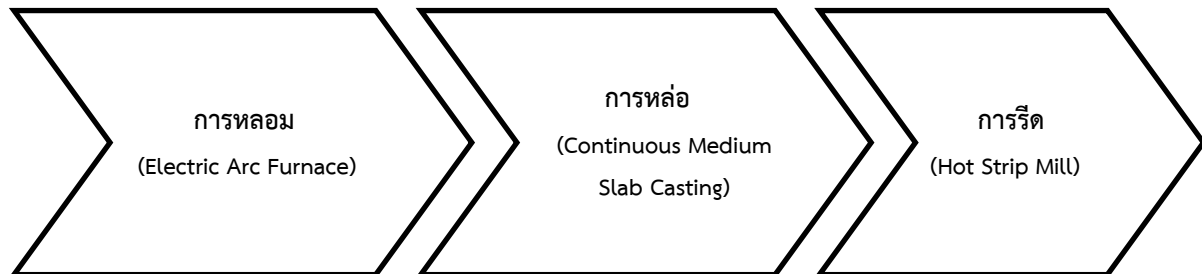 การหลอม
(Electric Arc Furnace)
การหล่อ
(Continuous Medium
Slab Casting)
การรีด
(Hot Strip Mill)